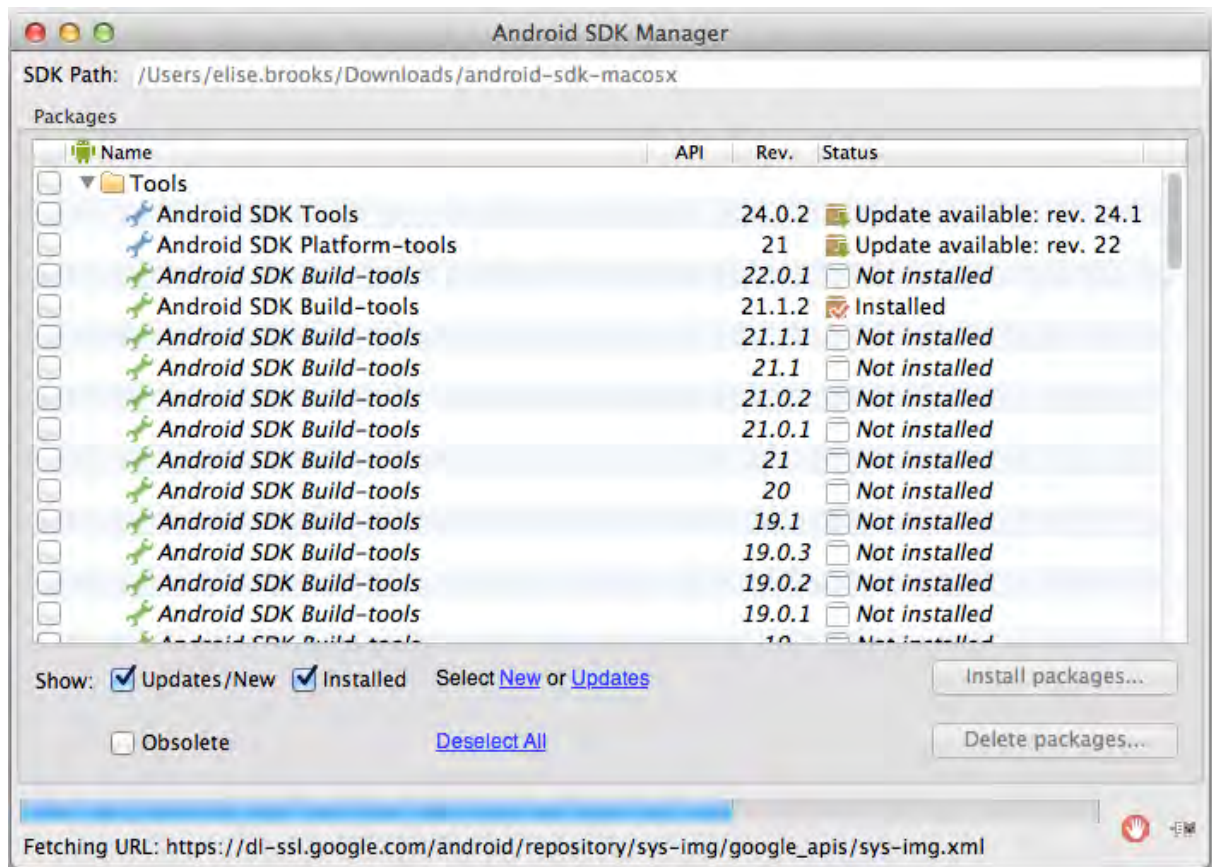 Android SDK Manager
SDK Path: /Users/elise.brooks/Downloads/android-sdk-macosx
Packages
Name API Rev. Status
Tools
Android SDK Tools 24.0.2 Update available: rev. 24.1
Android SDK Platform-tools 21 Update available: rev. 22
Android SDK Build-tools 22.0.1 Not installed
Android SDK Build-tools 21.1.2 Installed
Android SDK Build-tools 21.1.1 Not installed
Android SDK Build-tools 21.1 Not installed
Android SDK Build-tools 21.0.2 Not installed
Android SDK Build-tools 21.0.1 Not installed
Android SDK Build-tools 21 Not installed
Android SDK Build-tools 20 Not installed
Android SDK Build-tools 19.1 Not installed
Android SDK Build-tools 19.0.3 Not installed
Android SDK Build-tools 19.0.2 Not installed
Android SDK Build-tools 19.0.1 Not installed
Android SDK Build-tools 19 Not installed
Show: Updates/New Installed Select New or Updates Install packages...
Obsolete Deselect All Delete packages...
Fetching URL: https://dl-ssl.google.com/android/repository/sys-img/google_apis/sys-img.xml